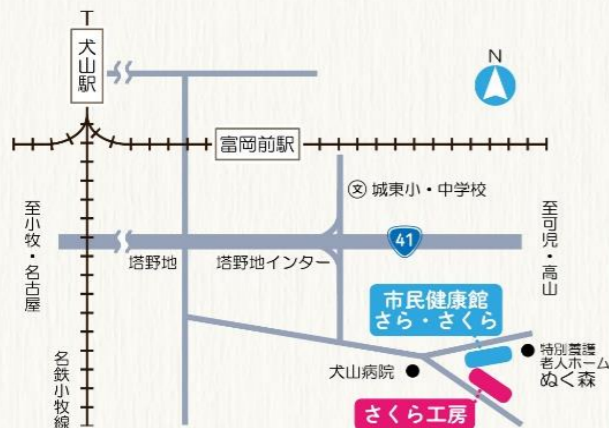 犬山駅
N
富岡前駅
文 城東小・中学校
至小牧・名古屋
至可児・高山
41
塔野地
塔野地インター
市民健康館
さら・さくら
特別養護
老人ホーム
ぬく森
犬山病院
名鉄小牧線
さくら工房